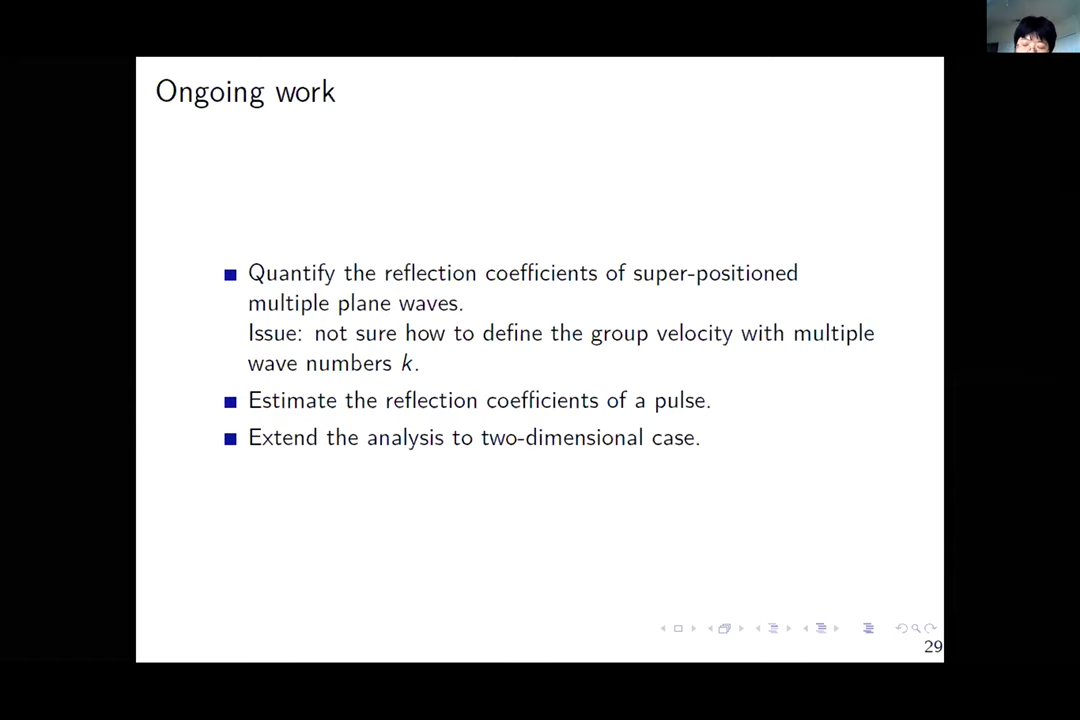 Ongoing work
Quantify the reflection coefficients of super-positioned
multiple plane waves.
Issue: not sure how to define the group velocity with multiple
wave numbers k.
Estimate the reflection coefficients of a pulse.
Extend the analysis to two-dimensional case.
29